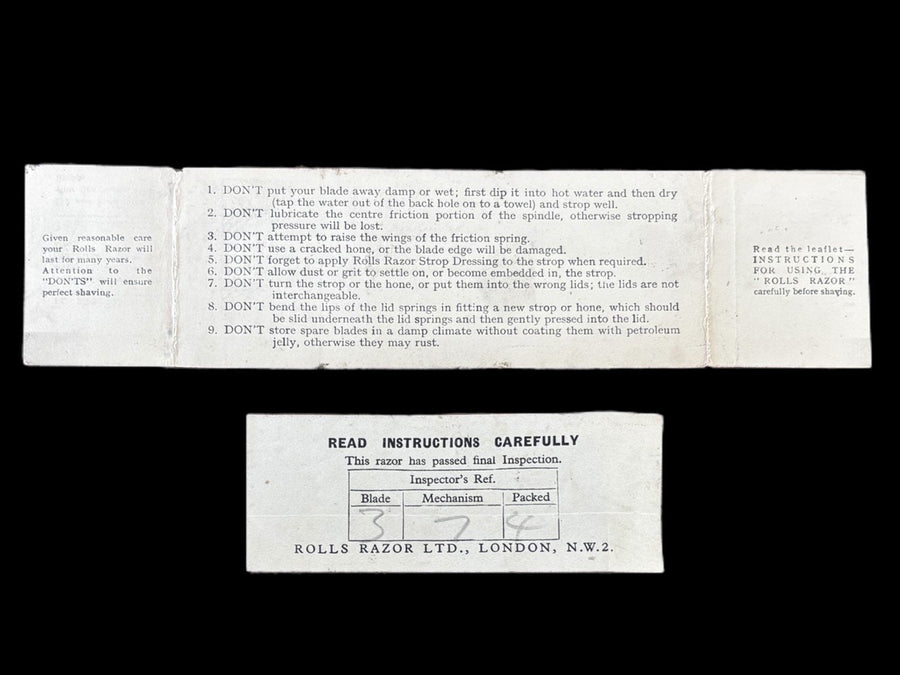 Given reasonable care
your Rolls Razor will
last for many years.
Attention to the
"DON'TS" will ensure
perfect shaving.
1. DON'T put your blade away damp or wet; first dip it into hot water and then dry
(tap the water out of the back hole on to a towel) and strop well.
2. DON'T lubricate the centre friction portion of the spindle, otherwise stropping
pressure will be lost.
3. DON'T attempt to raise the wings of the friction spring.
4. DON'T use a cracked hone, or the blade edge will be damaged.
5. DON'T forget to apply Rolls Razor Strop Dressing to the strop when required.
6. DON'T allow dust or grit to settle on, or become embedded in, the strop.
7. DON'T turn the strop or the hone, or put them into the wrong lids; the lids are not
interchangeable.
8. DON'T bend the lips of the lid springs in fitting a new strop or hone, which should
be slid underneath the lid springs and then gently pressed into the lid.
9. DON'T store spare blades in a damp climate without coating them with petroleum
jelly, otherwise they may rust.
Read the leaflet—
INSTRUCTIONS
FOR USING THE
"ROLLS RAZOR"
carefully before shaving.
READ INSTRUCTIONS CAREFULLY
This razor has passed final Inspection.
Inspector's Ref.
Blade Mechanism Packed
3 7 4
ROLLS RAZOR LTD., LONDON, N.W.2.